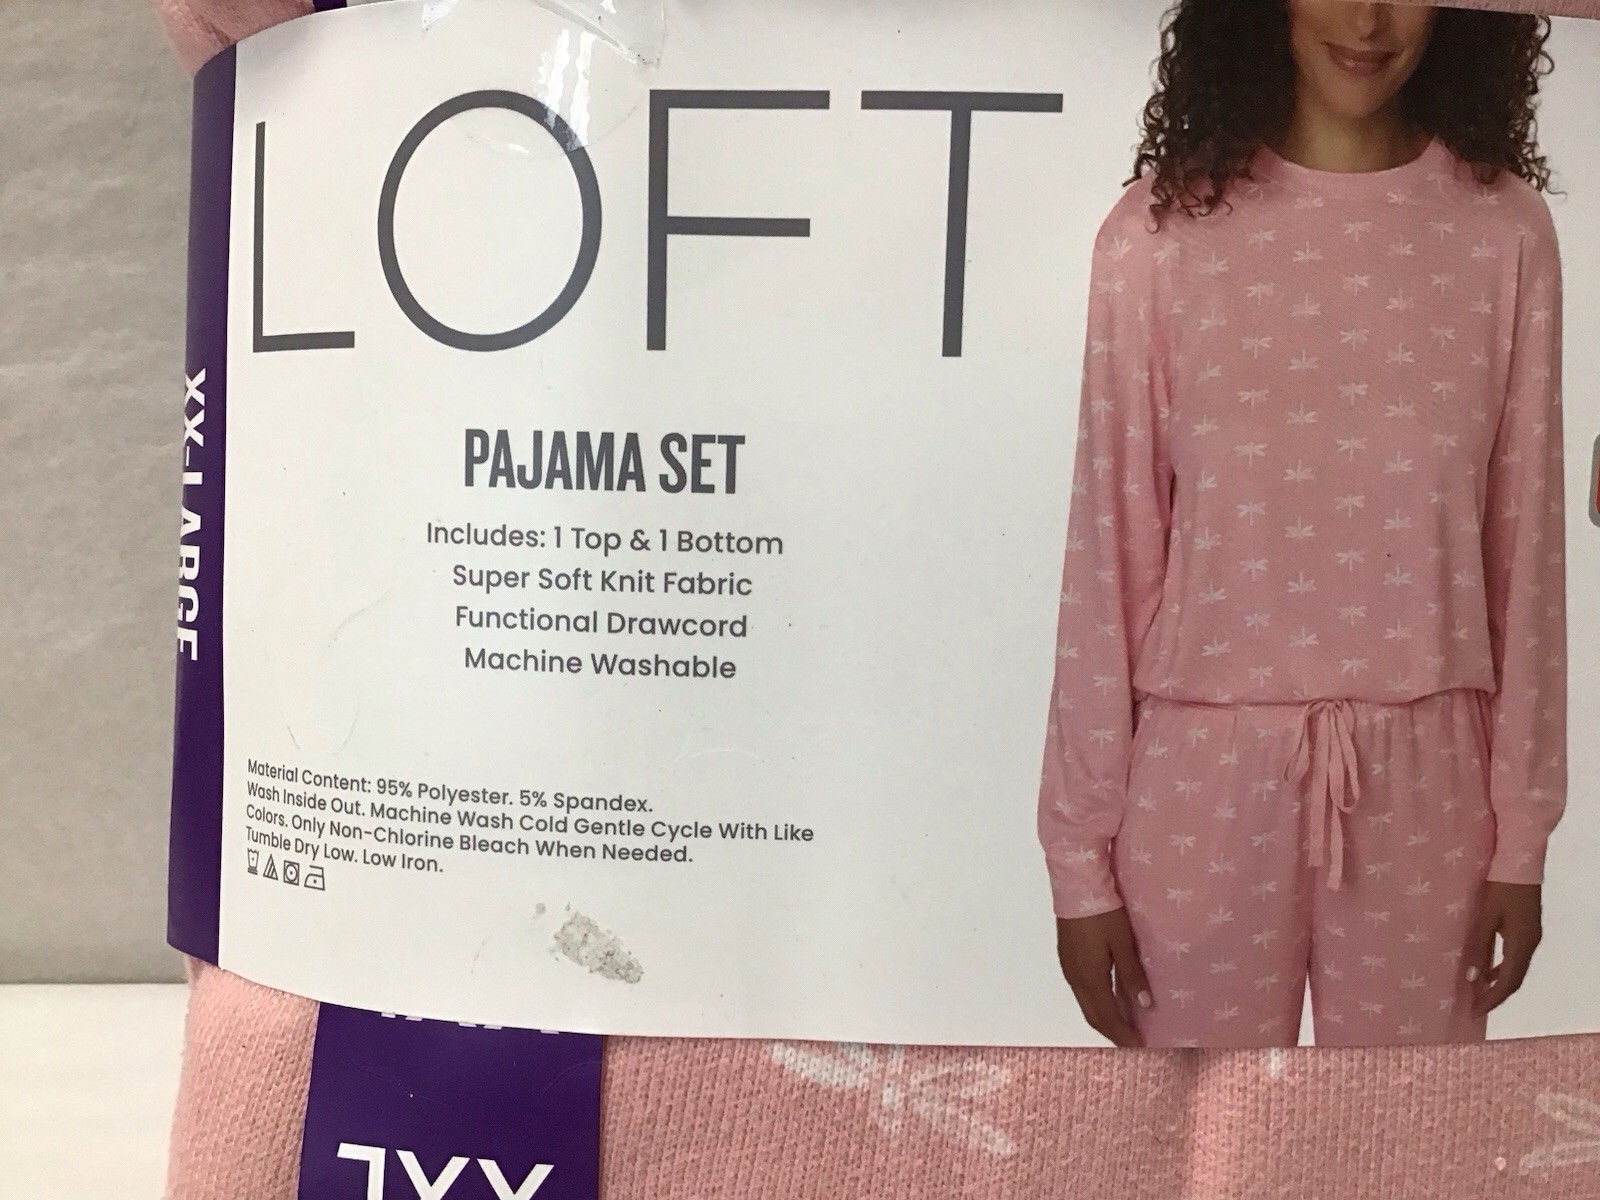 LOFT
PAJAMA SET
Includes: 1 Top & 1 Bottom
Super Soft Knit Fabric
Functional Drawcord
Machine Washable
Material Content: 95% Polyester. 5% Spandex.
Wash Inside Out. Machine Wash Cold Gentle Cycle With Like
Colors. Only Non-Chlorine Bleach When Needed.
Tumble Dry Low. Low Iron.
XX-LARGE
XXL